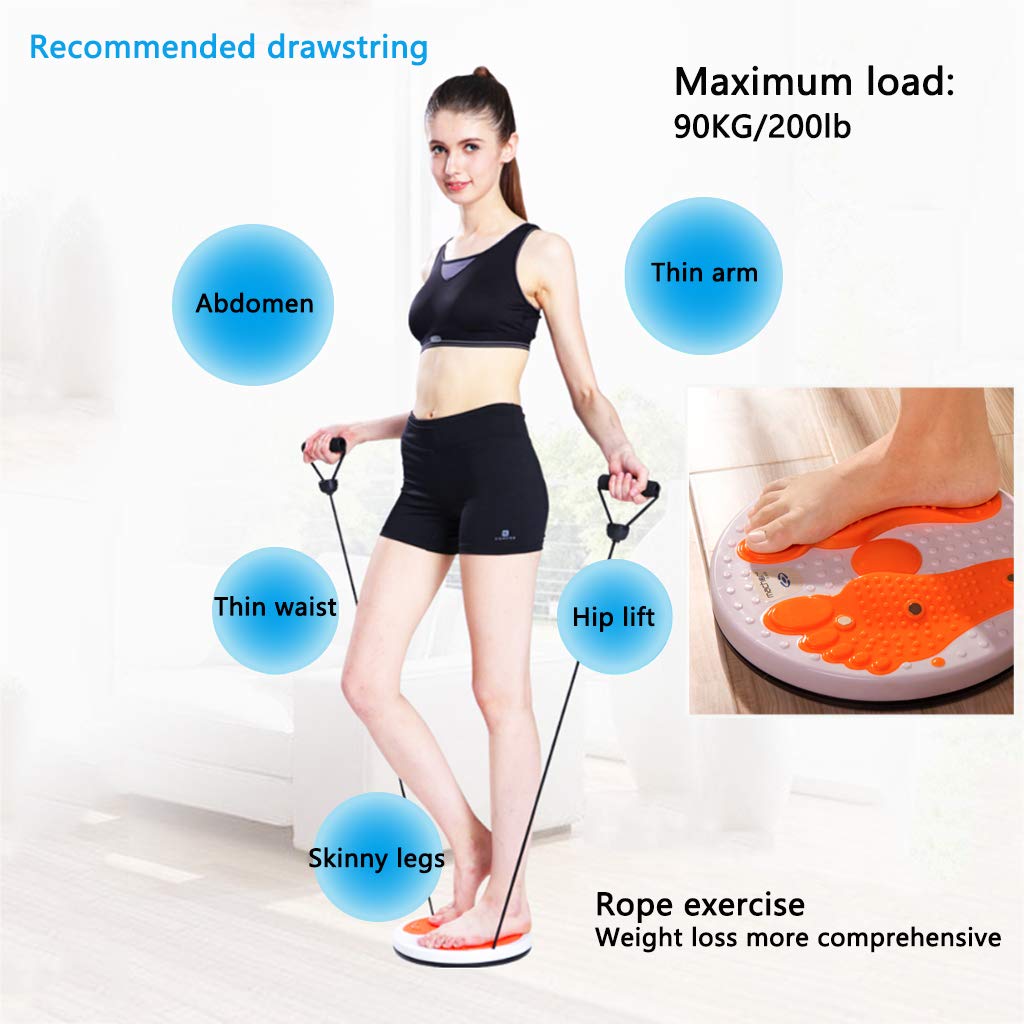 Recommended drawstring
Maximum load:
90KG/200lb
Abdomen
Thin arm
Thin waist
Hip lift
Skinny legs
Rope exercise
Weight loss more comprehensive